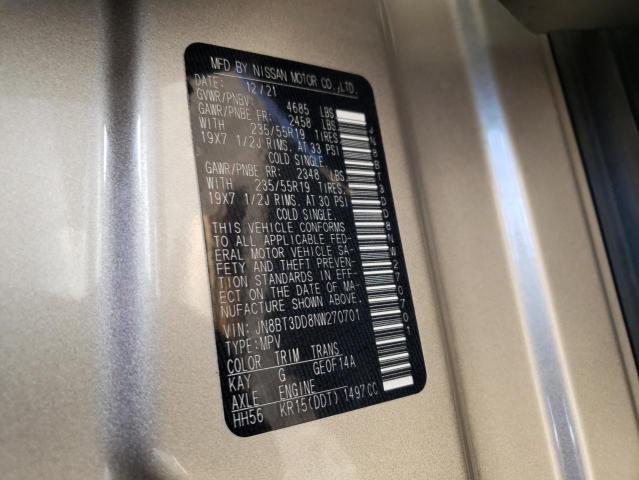 MFD BY NISSAN MOTOR CO.,LTD.
DATE: 12/21
GVWR/PNBV: 4685 LBS
GAWR/PNBE FR: 2458 LBS
WITH 235/55R19 TIRES
19X7 1/2J RIMS. AT 33 PSI
COLD SINGLE.
GAWR/PNBE RR: 2348 LBS
WITH 235/55R19 TIRES.
19X7 1/2J RIMS. AT 30 PSI
COLD SINGLE.
THIS VEHICLE CONFORMS
TO ALL APPLICABLE FED-
ERAL MOTOR VEHICLE SA-
FETY AND THEFT PREVEN-
TION STANDARDS IN EFF-
ECT ON THE DATE OF MA-
NUFACTURE SHOWN ABOVE.
VIN: JN8BT3DD8NW270701
TYPE:MPV
COLOR TRIM TRANS
KAY G GE0F14A
AXLE ENGINE
HH56 KR15(DDT) 1497CC
JN8BT3DD8NW270701